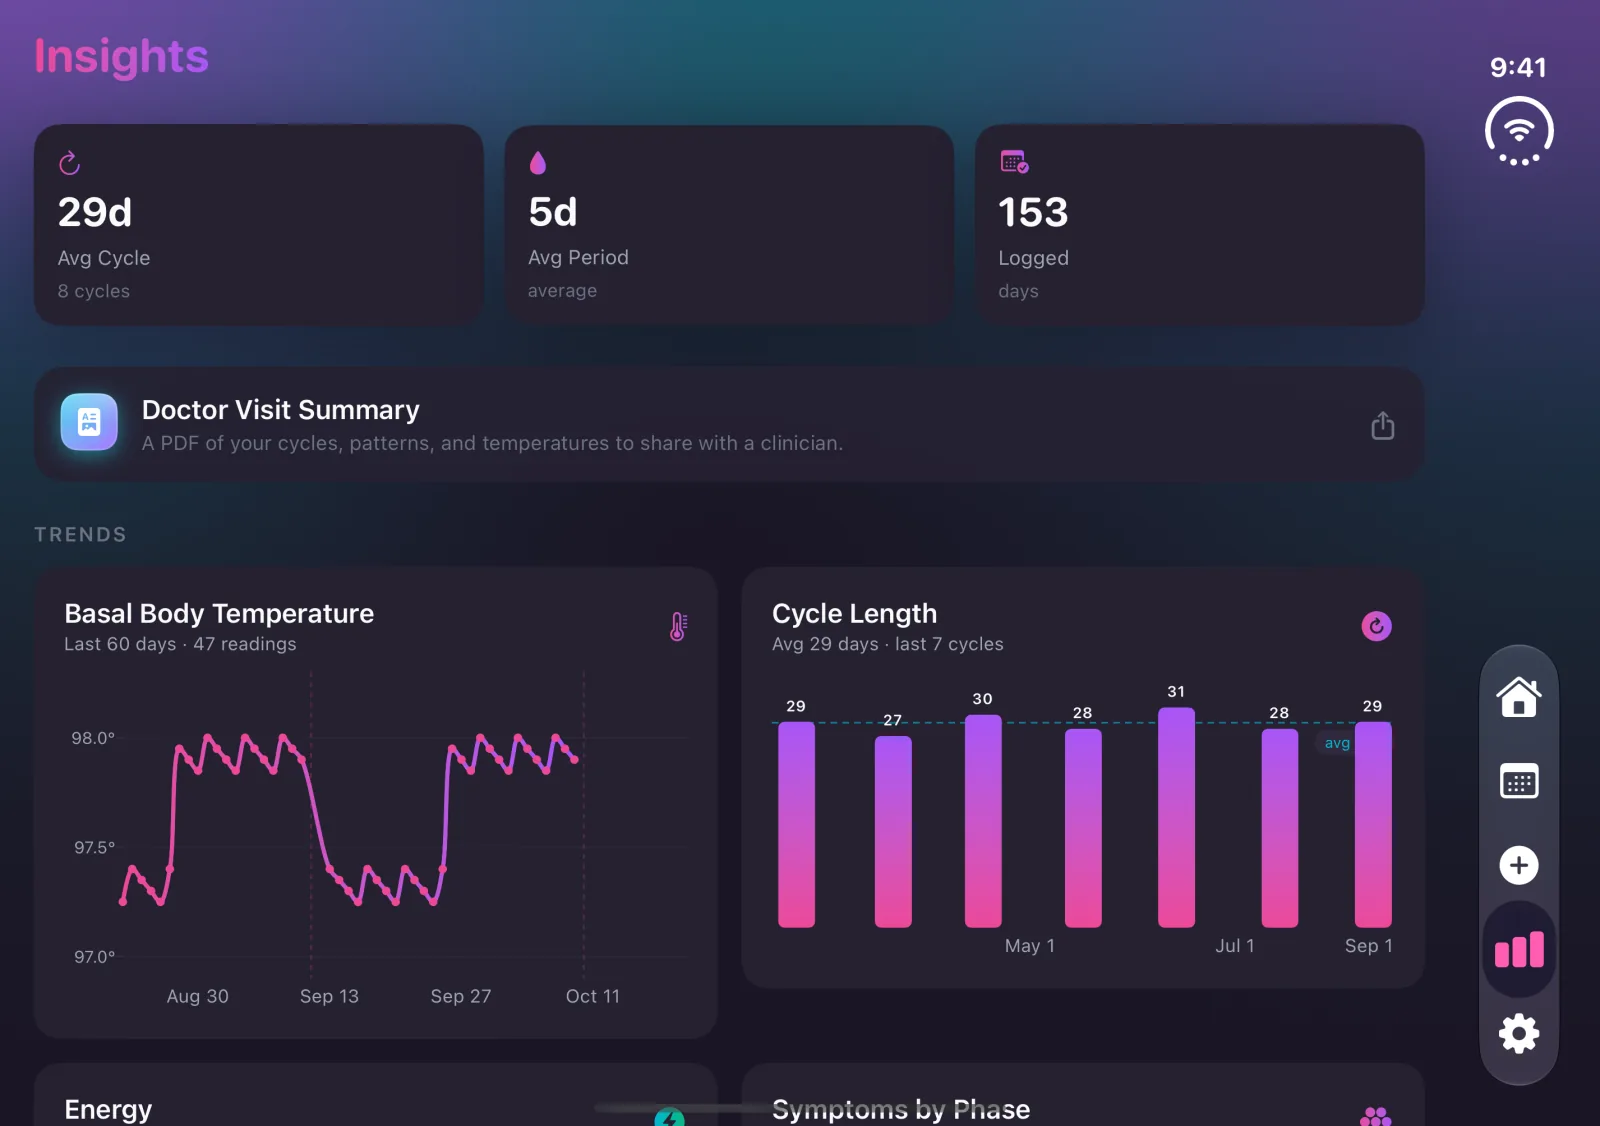 Insights
9:41
29d
Avg Cycle
8 cycles
5d
Avg Period
average
153
Logged
days
Doctor Visit Summary
A PDF of your cycles, patterns, and temperatures to share with a clinician.
TRENDS
Basal Body Temperature
Last 60 days · 47 readings
98.0°
97.5°
97.0°
Aug 30
Sep 13
Sep 27
Oct 11
Cycle Length
Avg 29 days · last 7 cycles
29
27
30
28
31
28
29
avg
May 1
Jul 1
Sep 1
Energy
Symptoms by Phase